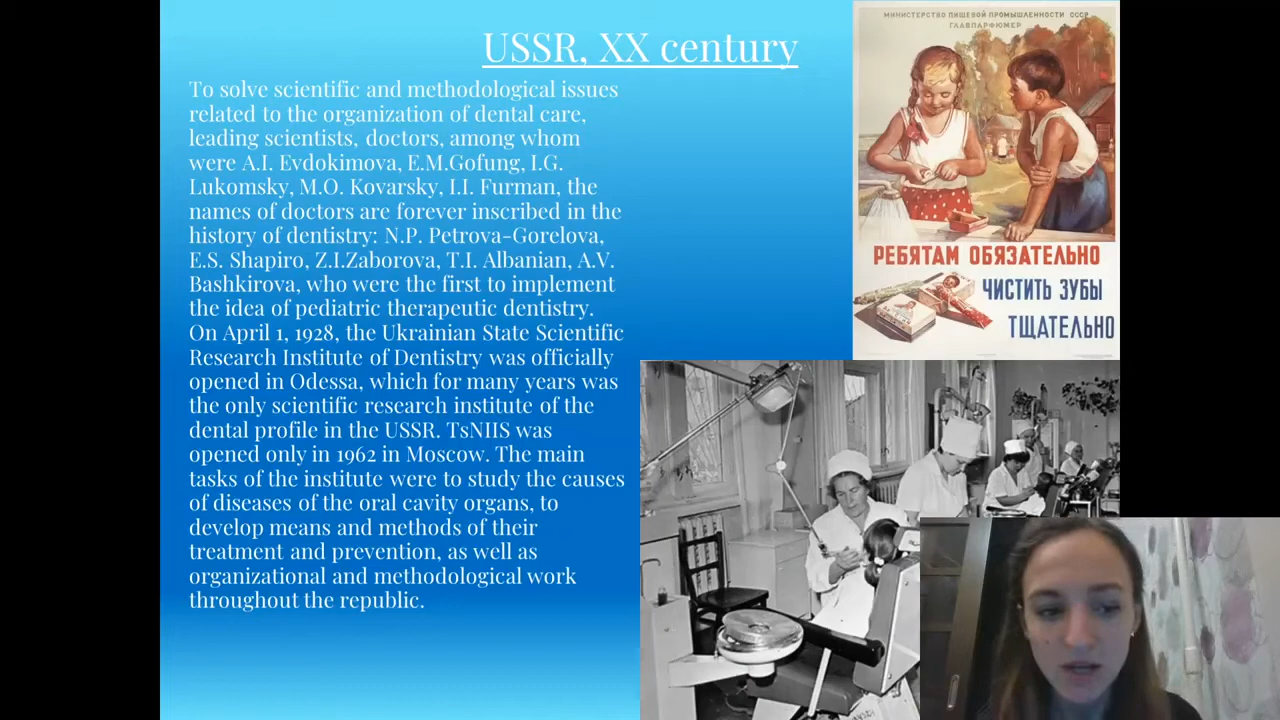 USSR, XX century
To solve scientific and methodological issues
related to the organization of dental care,
leading scientists, doctors, among whom
were A.I. Evdokimova, E.M.Gofung, I.G.
Lukomsky, M.O. Kovarsky, I.I. Furman, the
names of doctors are forever inscribed in the
history of dentistry: N.P. Petrova-Gorelova,
E.S. Shapiro, Z.I.Zaborova, T.I. Albanian, A.V.
Bashkirova, who were the first to implement
the idea of pediatric therapeutic dentistry.
On April 1, 1928, the Ukrainian State Scientific
Research Institute of Dentistry was officially
opened in Odessa, which for many years was
the only scientific research institute of the
dental profile in the USSR. TsNIIS was
opened only in 1962 in Moscow. The main
tasks of the institute were to study the causes
of diseases of the oral cavity organs, to
develop means and methods of their
treatment and prevention, as well as
organizational and methodological work
throughout the republic.
МИНИСТЕРСТВО ПИЩЕВОЙ ПРОМЫШЛЕННОСТИ СССР
ГЛАВПАРФЮМЕР
РЕБЯТАМ ОБЯЗАТЕЛЬНО
ЧИСТИТЬ ЗУБЫ
ТЩАТЕЛЬНО